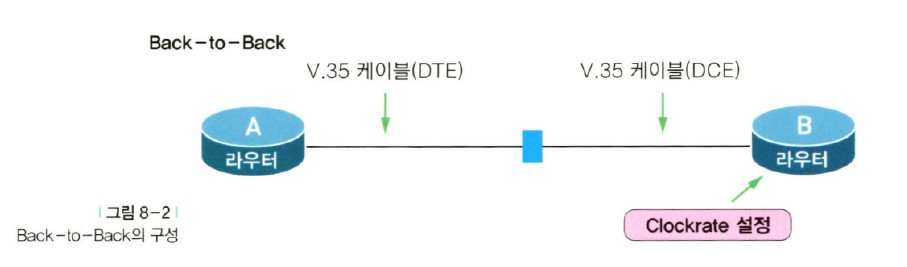 Back-to-Back
V.35 케이블(DTE)
V.35 케이블(DCE)
A
라우터
B
라우터
Clockrate 설정
| 그림 8-2 |
Back-to-Back의 구성